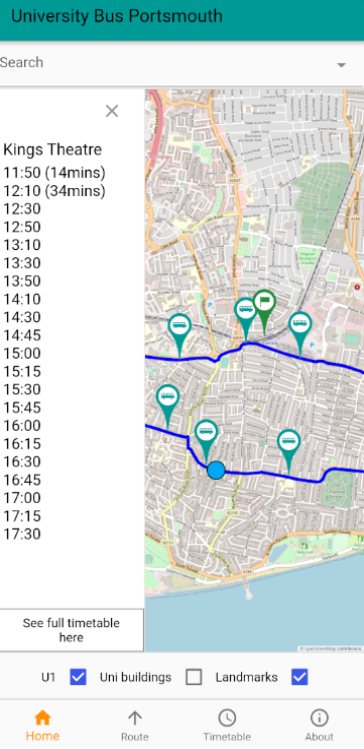 University Bus Portsmouth
Search
Kings Theatre
11:50 (14mins)
12:10 (34mins)
12:30
12:50
13:10
13:30
13:50
14:10
14:30
14:45
15:00
15:15
15:30
15:45
16:00
16:15
16:30
16:45
17:00
17:15
17:30
See full timetable
here
© OpenStreetMap contributors
U1 Uni buildings Landmarks
Home Route Timetable About